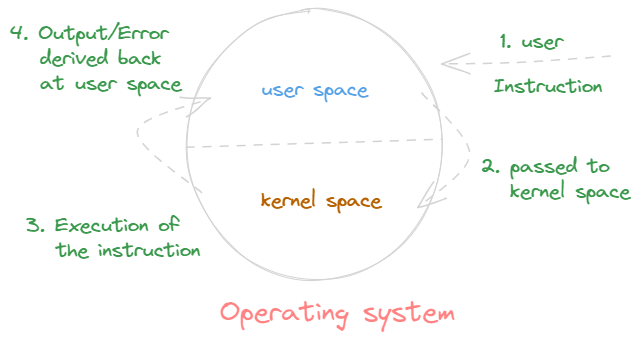 4. Output/Error
derived back
at user space
1. user
Instruction
user space
2. passed to
kernel space
kernel space
3. Execution of
the instruction
Operating system